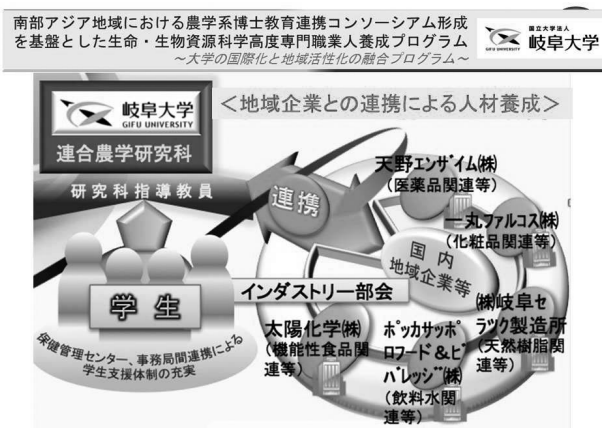 南部アジア地域における農学系博士教育連携コンソーシアム形成
を基盤とした生命・生物資源科学高度専門職業人養成プログラム
～大学の国際化と地域活性化の融合プログラム～
国立大学法人
岐阜大学
GIFU UNIVERSITY
岐阜大学
GIFU UNIVERSITY
連合農学研究科
＜地域企業との連携による人材養成＞
研究科指導教員
連携
天野エンザイム㈱
（医薬品関連等）
一丸ファルコス㈱
（化粧品関連等）
国内
地域企業等
学生
インダストリー部会
保健管理センター、事務局間連携による
学生支援体制の充実
太陽化学㈱
（機能性食品関
連等）
ポッカサッポ
ロフード&ビ
バレッジ㈱
（飲料水関
連等）
㈱岐阜セ
ラツク製造所
（天然樹脂関
連等）